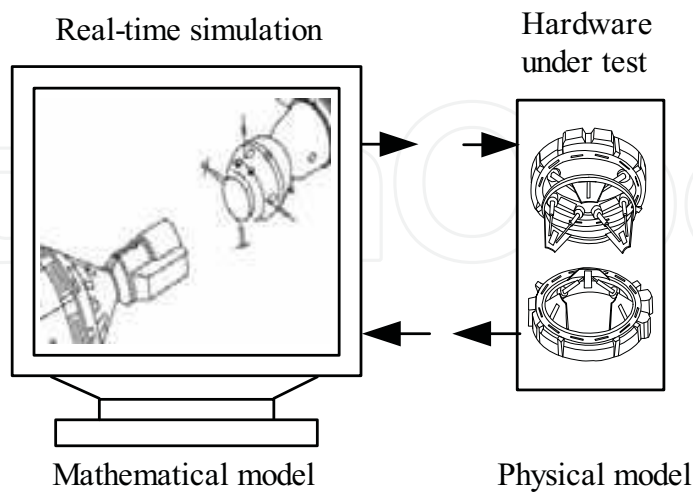 Real-time simulation
Hardware
under test
Mathematical model
Physical model